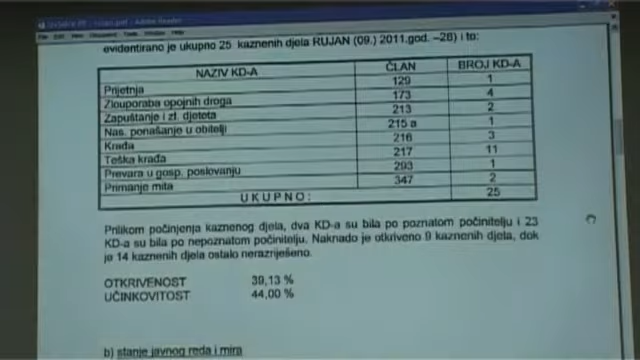 evidentirano je ukupno 25 kaznenih djela RUJAN (09.) 2011.god. –28) i to:
NAZIV KD-A ČLAN BROJ KD-A
Prijetnja 129 1
Zlouporaba opojnih droga 173 4
Zapuštanje i zl. djeteta 213 2
Nas. ponašanje u obitelji 215 a 1
Krađa 216 3
Teška krađa 217 11
Prevara u gosp. poslovanju 293 1
Primanje mita 347 2
UKUPNO: 25
Prilikom počinjenja kaznenog djela, dva KD-a su bila po poznatom počinitelju i 23
KD-a su bila po nepoznatom počinitelju. Naknado je otkriveno 9 kaznenih djela, dok
je 14 kaznenih djela ostalo nerazriješeno.
OTKRIVENOST 39,13 %
UČINKOVITOST 44,00 %
b) stanje javnog reda i mira